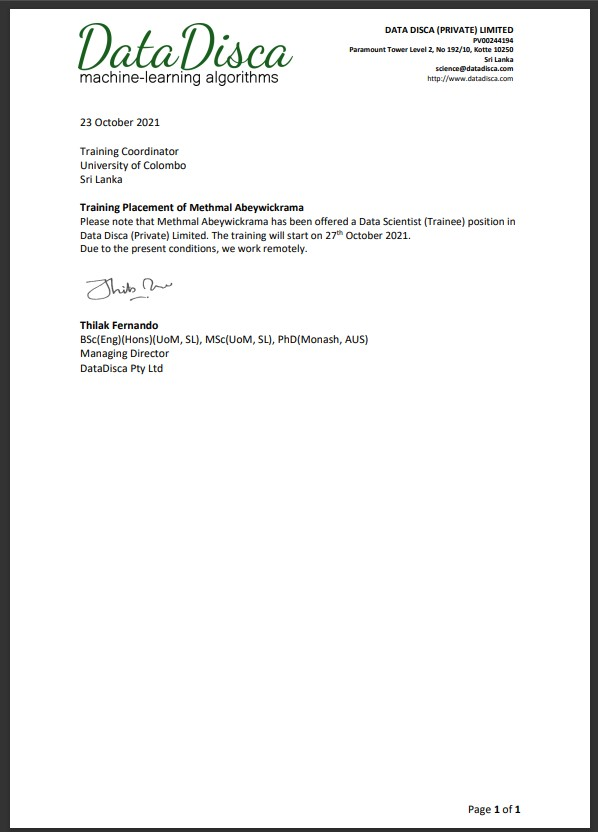 DataDisca
machine-learning algorithms
DATA DISCA (PRIVATE) LIMITED
PV00244194
Paramount Tower Level 2, No 192/10, Kotte 10250
Sri Lanka
science@datadisca.com
http://www.datadisca.com
23 October 2021
Training Coordinator
University of Colombo
Sri Lanka
Training Placement of Methmal Abeywickrama
Please note that Methmal Abeywickrama has been offered a Data Scientist (Trainee) position in
Data Disca (Private) Limited. The training will start on 27th October 2021.
Due to the present conditions, we work remotely.
Thilak Fernando
BSc(Eng)(Hons)(UoM, SL), MSc(UoM, SL), PhD(Monash, AUS)
Managing Director
DataDisca Pty Ltd
Page 1 of 1